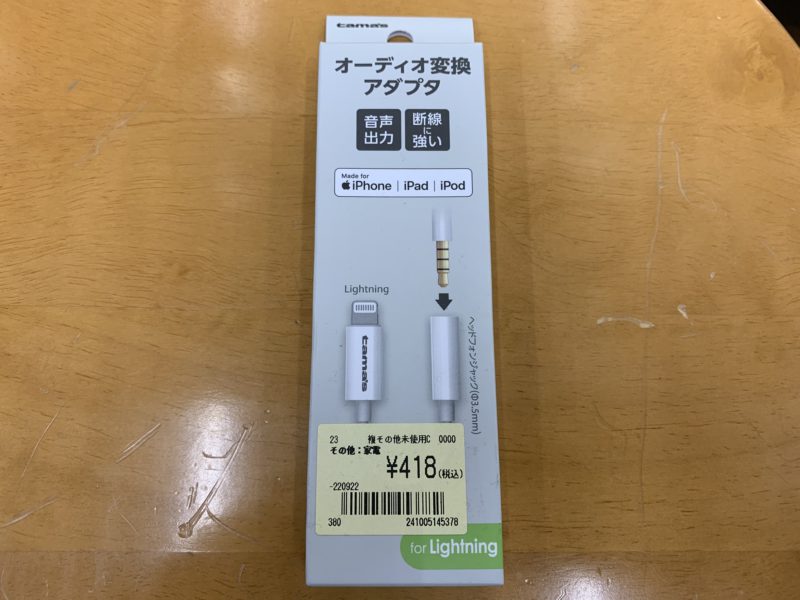 tama's
オーディオ変換
アダプタ
音声
出力
断線
に
強い
Made for
iPhone | iPad | iPod
Lightning
tama's
ヘッドフォンジャック(Φ3.5mm)
23 複その他未使用C 0000
その他:家電
¥418(税込)
-220922
380 241005145378
for Lightning